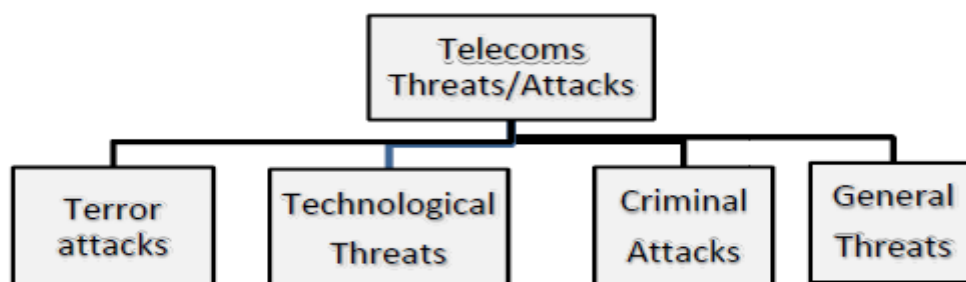 Telecoms
Threats/Attacks
Terror
attacks
Technological
Threats
Criminal
Attacks
General
Threats